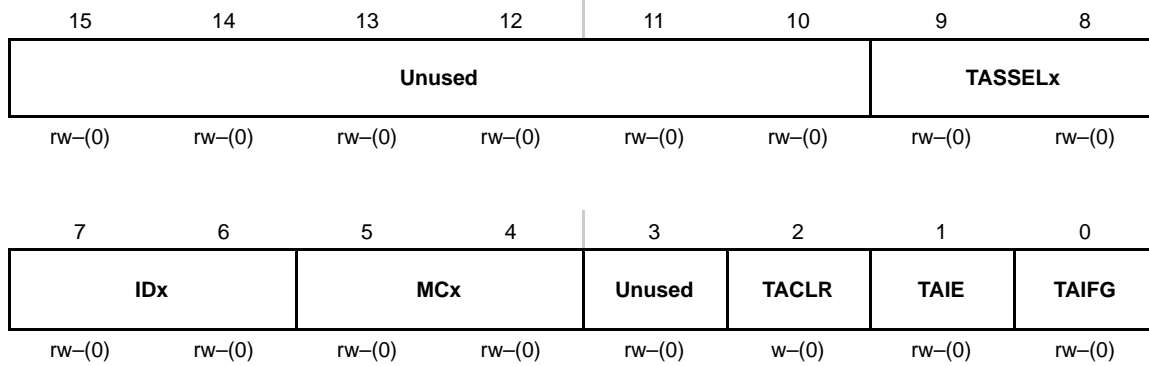 15 14 13 12 11 10 9 8
Unused TASSELx
rw–(0) rw–(0) rw–(0) rw–(0) rw–(0) rw–(0) rw–(0) rw–(0)
7 6 5 4 3 2 1 0
IDx MCx Unused TACLR TAIE TAIFG
rw–(0) rw–(0) rw–(0) rw–(0) rw–(0) w–(0) rw–(0) rw–(0)